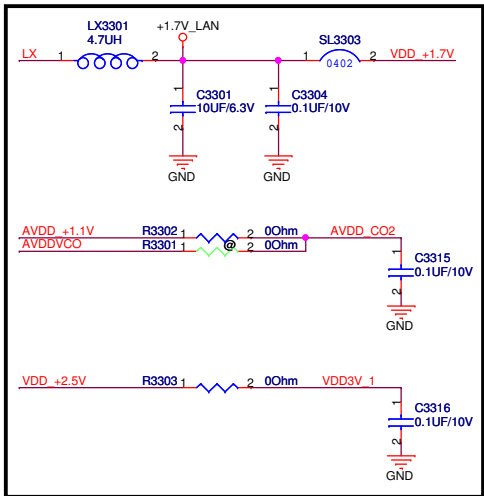 LX3301 +1.7V_LAN SL3303
4.7UH
LX 1 2 1 0402 2 VDD_+1.7V
1 C3301 1 C3304
10UF/6.3V 0.1UF/10V
2 2
GND GND
AVDD_+1.1V R3302 1 2 0Ohm AVDD_CO2
AVDDVCO R3301 1 @ 2 0Ohm
1 C3315
0.1UF/10V
2
GND
VDD_+2.5V R3303 1 2 0Ohm VDD3V_1
1 C3316
0.1UF/10V
2
GND